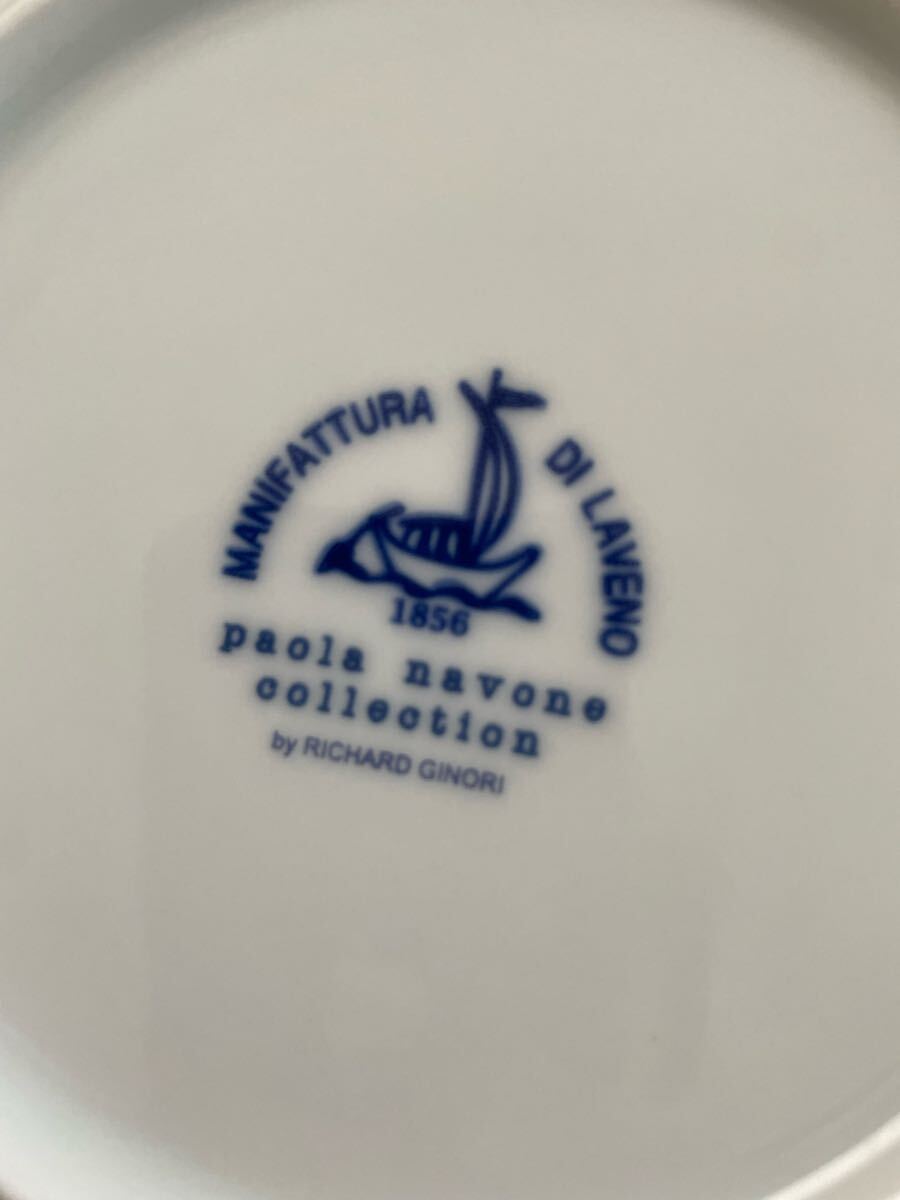 MANIFATTURA DI LAVENO
1856
paola navone
collection
by RICHARD GINORI